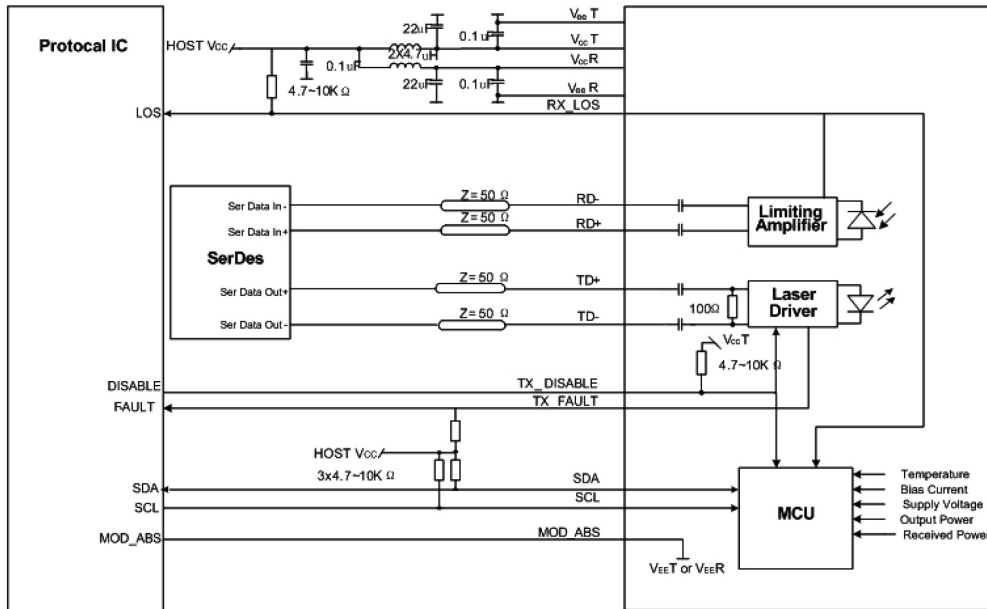 Protocal IC
HOST Vcc
22uF
0.1uF
VeeT
VccT
2X4.7uH
0.1uF
VccR
4.7~10K Ω
22uF
0.1uF
VeeR
LOS
RX_LOS
Ser Data In-
Z= 50 Ω
RD-
Limiting
Amplifier
Ser Data In+
Z= 50 Ω
RD+
SerDes
Ser Data Out+
Z= 50 Ω
TD+
Laser
Driver
100Ω
Ser Data Out-
Z= 50 Ω
TD-
VccT
4.7~10K Ω
DISABLE
TX_DISABLE
FAULT
TX_FAULT
HOST Vcc
3x4.7~10K Ω
SDA
SDA
SCL
SCL
MCU
Temperature
Bias Current
Supply Voltage
Output Power
Received Power
MOD_ABS
MOD_ABS
VEET or VEER